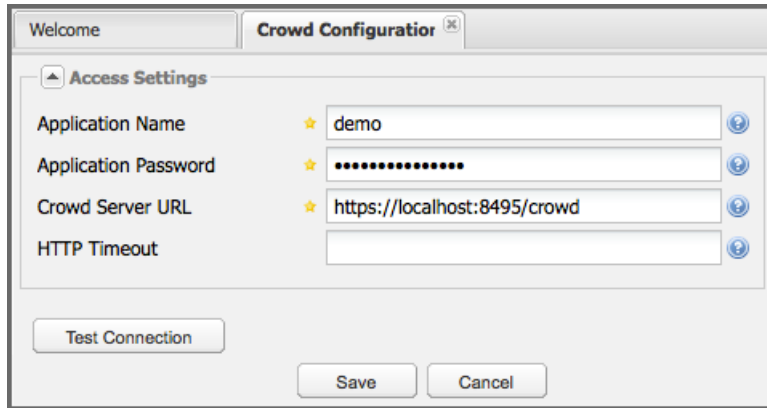 Welcome
Crowd Configuration
Access Settings
Application Name demo
Application Password •••••••••••••••
Crowd Server URL https://localhost:8495/crowd
HTTP Timeout
Test Connection
Save Cancel